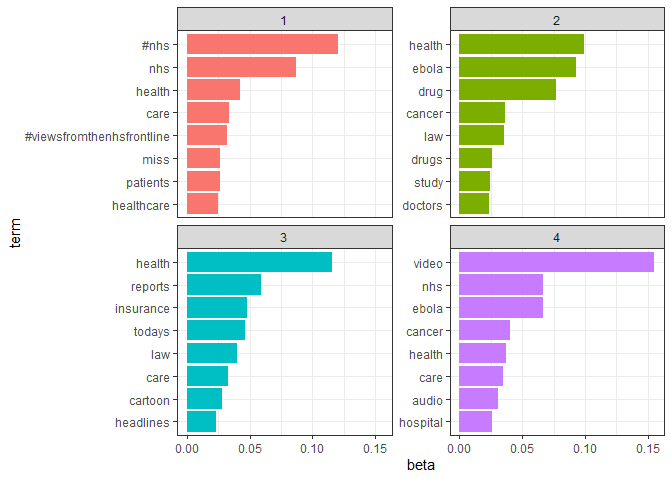 1
#nhs
nhs
health
care
#viewsfromthenhsfrontline
miss
patients
healthcare
2
health
ebola
drug
cancer
law
drugs
study
doctors
3
health
reports
insurance
todays
law
care
cartoon
headlines
0.00 0.05 0.10 0.15
4
video
nhs
ebola
cancer
health
care
audio
hospital
0.00 0.05 0.10 0.15
term
beta